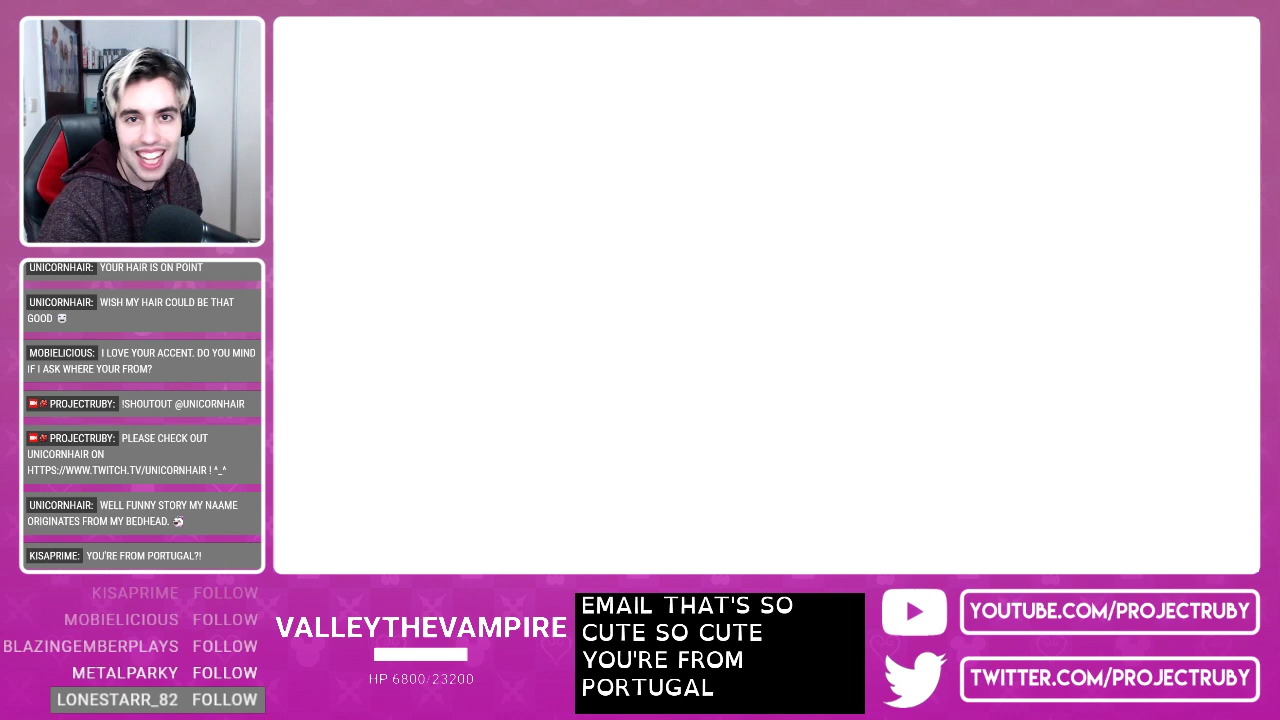 UNICORNHAIR: YOUR HAIR IS ON POINT
UNICORNHAIR: WISH MY HAIR COULD BE THAT
GOOD
MOBIELICIOUS: I LOVE YOUR ACCENT. DO YOU MIND
IF I ASK WHERE YOUR FROM?
PROJECTRUBY: !SHOUTOUT @UNICORNHAIR
PROJECTRUBY: PLEASE CHECK OUT
UNICORNHAIR ON
HTTPS://WWW.TWITCH.TV/UNICORNHAIR ! ^_^
UNICORNHAIR: WELL FUNNY STORY MY NAAME
ORIGINATES FROM MY BEDHEAD.
KISAPRIME: YOU'RE FROM PORTUGAL?!
KISAPRIME FOLLOW
MOBIELICIOUS FOLLOW
BLAZINGEMBERPLAYS FOLLOW
METALPARKY FOLLOW
LONESTARR_82 FOLLOW
VALLEYTHEVAMPIRE
HP 6800/23200
EMAIL THAT'S SO
CUTE SO CUTE
YOU'RE FROM
PORTUGAL
YOUTUBE.COM/PROJECTRUBY
TWITTER.COM/PROJECTRUBY